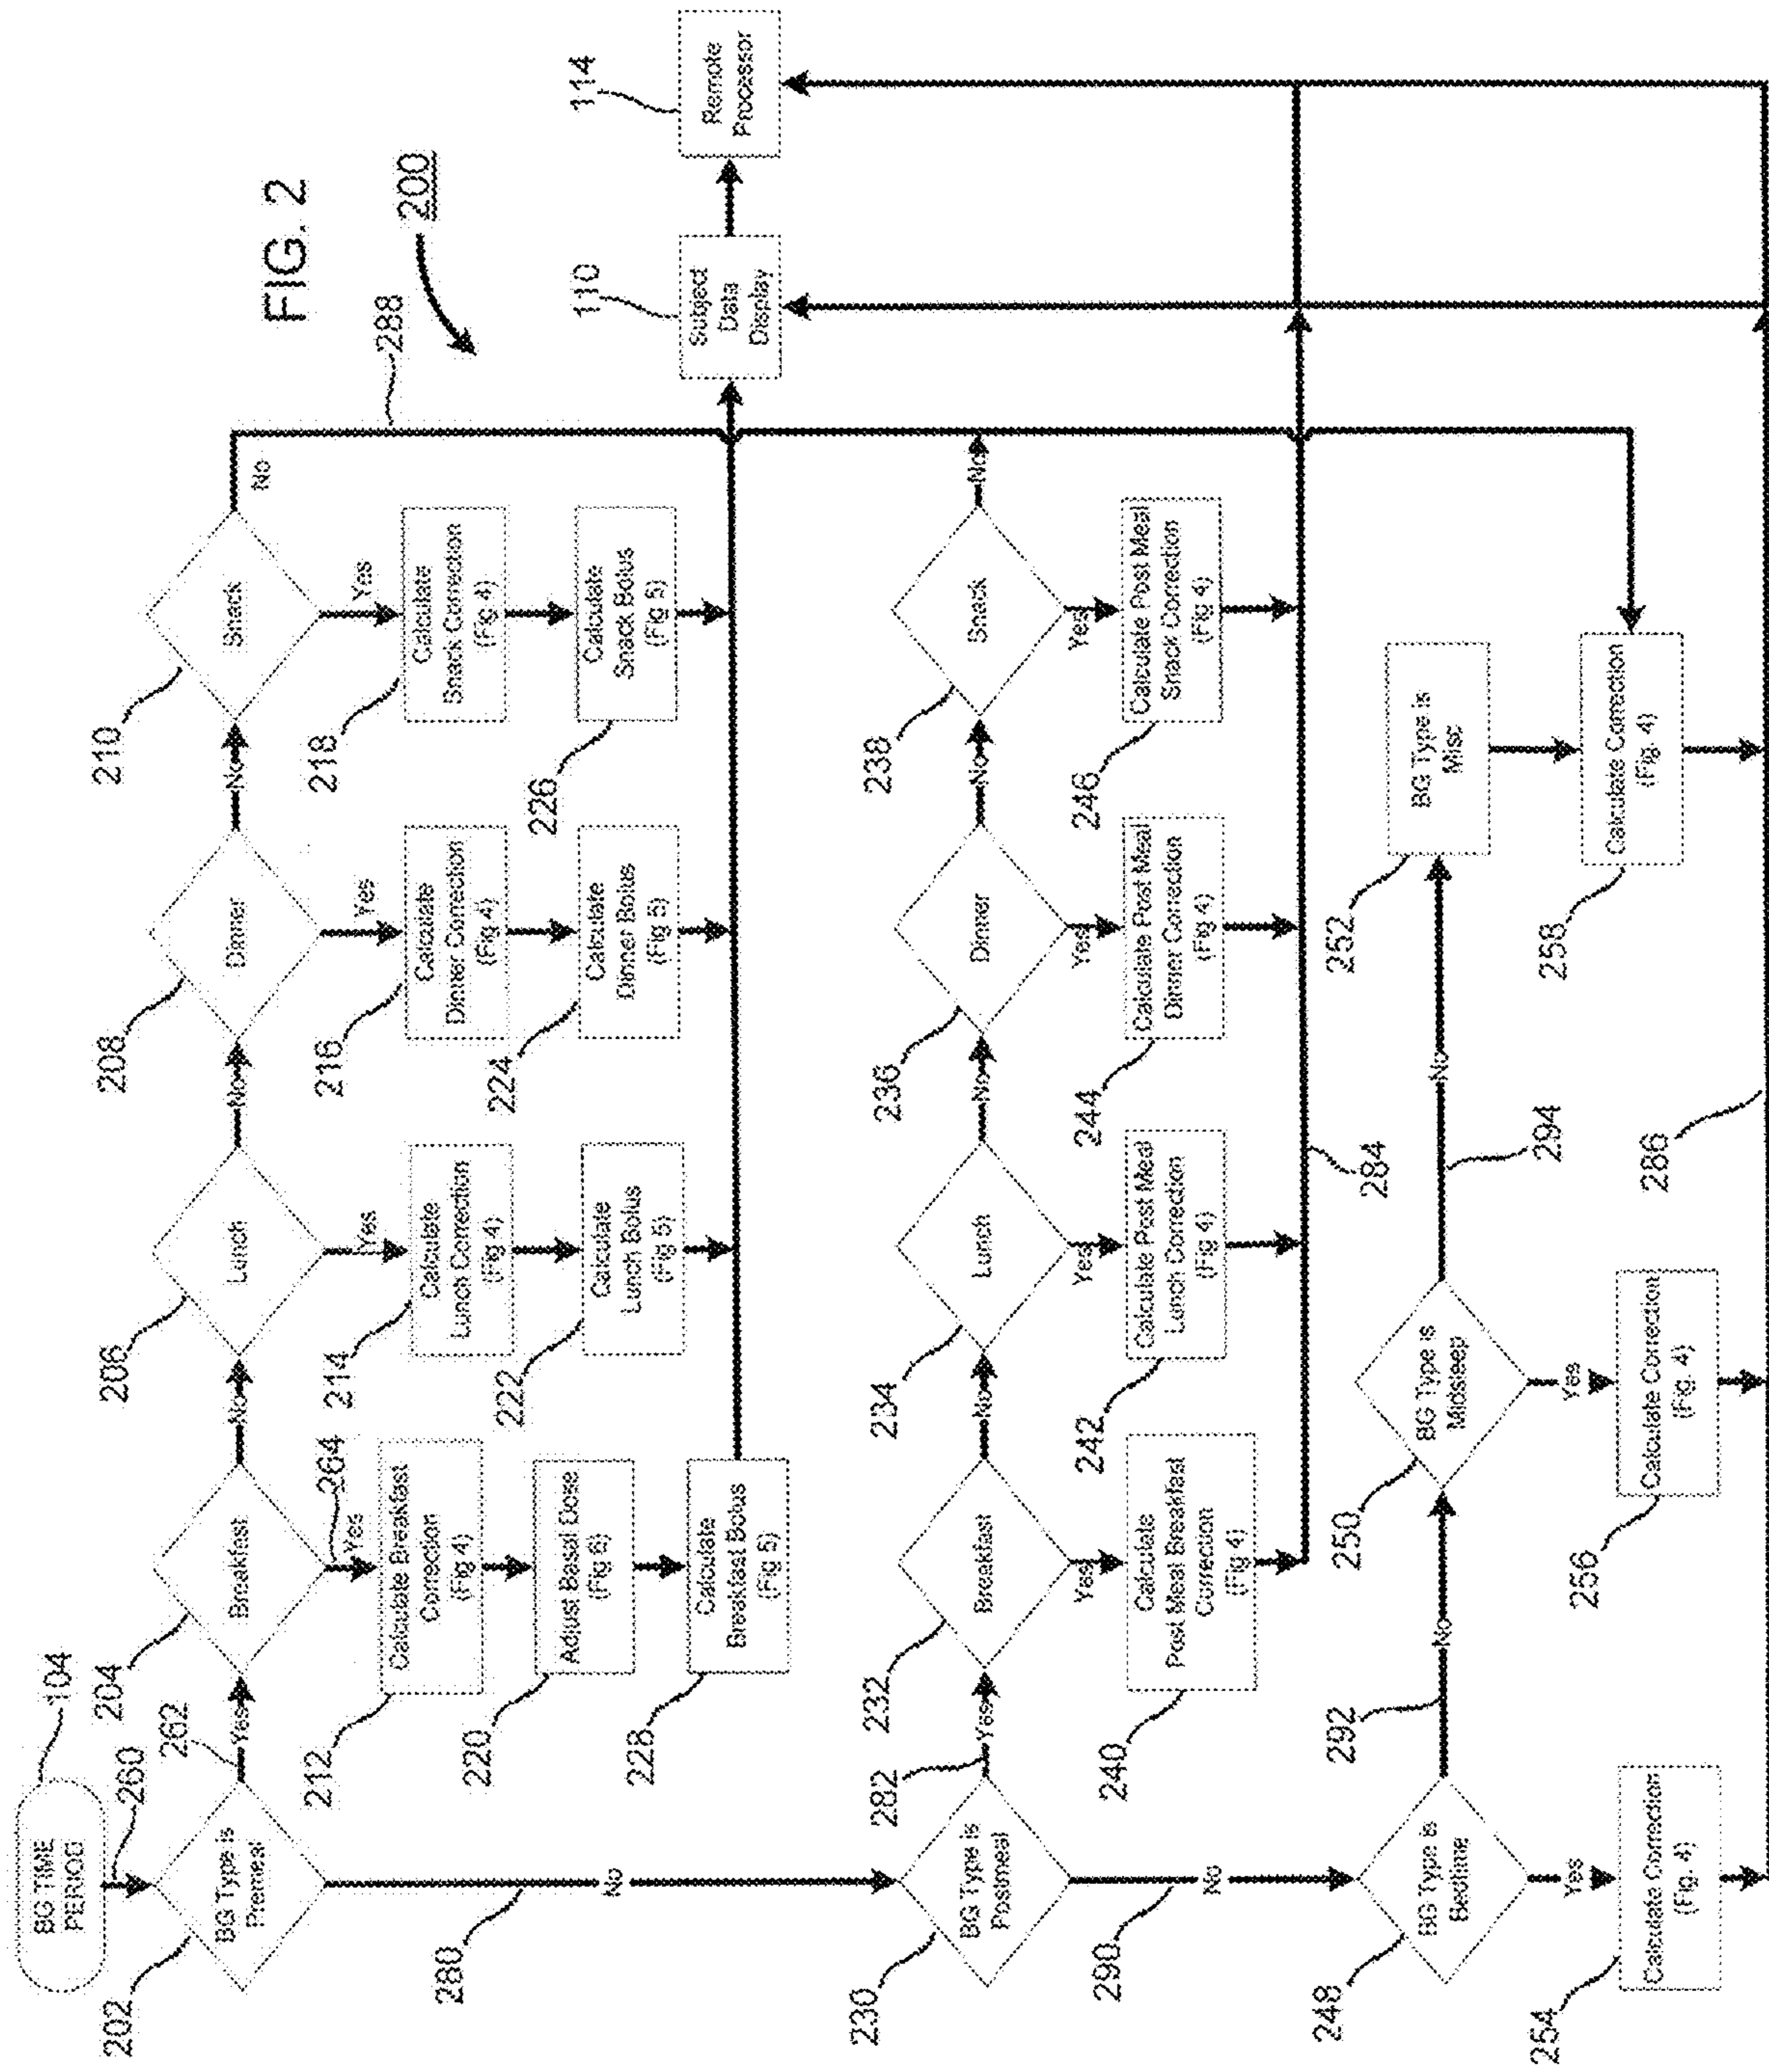 FIG. 2
200
BG TIME
PERIOD
104
260
202
BG Type is
Premeal
262
Yes
204
Breakfast
No
206
Lunch
No
208
Dinner
No
210
Snack
No
288
264
Yes
Yes
Yes
Yes
212
Calculate Breakfast
Correction
(Fig 4)
214
Calculate
Lunch Correction
(Fig 4)
216
Calculate
Dinner Correction
(Fig 4)
218
Calculate
Snack Correction
(Fig 4)
220
Adjust Basal Dose
(Fig 6)
222
Calculate
Lunch Bolus
(Fig 5)
224
Calculate
Dinner Bolus
(Fig 5)
226
Calculate
Snack Bolus
(Fig 5)
228
Calculate
Breakfast Bolus
(Fig 5)
110
Subject
Data
Display
114
Remote
Processor
280
No
230
BG Type is
Postmeal
282
Yes
232
Breakfast
No
234
Lunch
No
236
Dinner
No
238
Snack
No
Yes
Yes
Yes
Yes
240
Calculate
Post Meal Breakfast
Correction
(Fig 4)
242
Calculate Post Meal
Lunch Correction
(Fig 4)
244
Calculate Post Meal
Dinner Correction
(Fig 4)
246
Calculate Post Meal
Snack Correction
(Fig 4)
284
290
No
248
BG Type is
Bedtime
292
No
250
BG Type is
Midsleep
294
No
252
BG Type is
Misc
Yes
Yes
254
Calculate Correction
(Fig. 4)
256
Calculate Correction
(Fig. 4)
258
Calculate Correction
(Fig. 4)
286